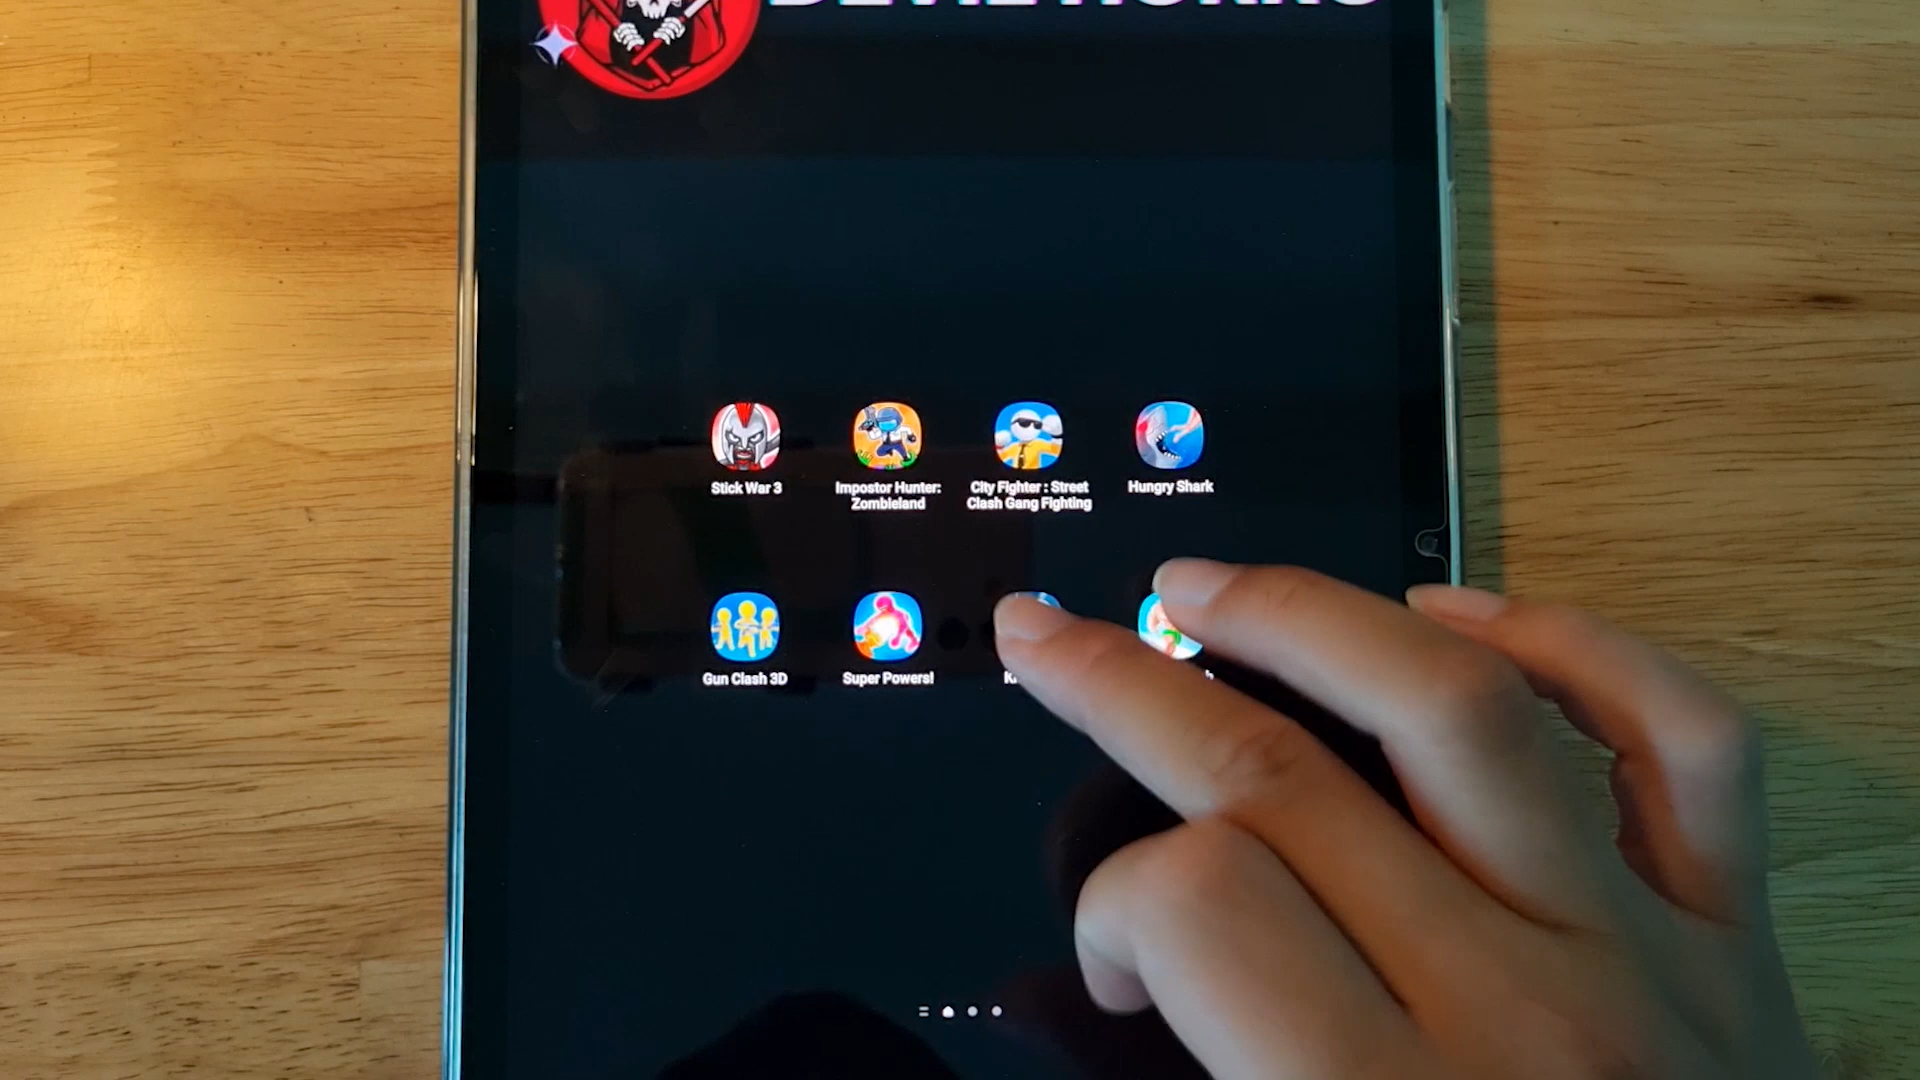 Stick War 3
Impostor Hunter:
Zombieland
City Fighter : Street
Clash Gang Fighting
Hungry Shark
Gun Clash 3D
Super Powers!